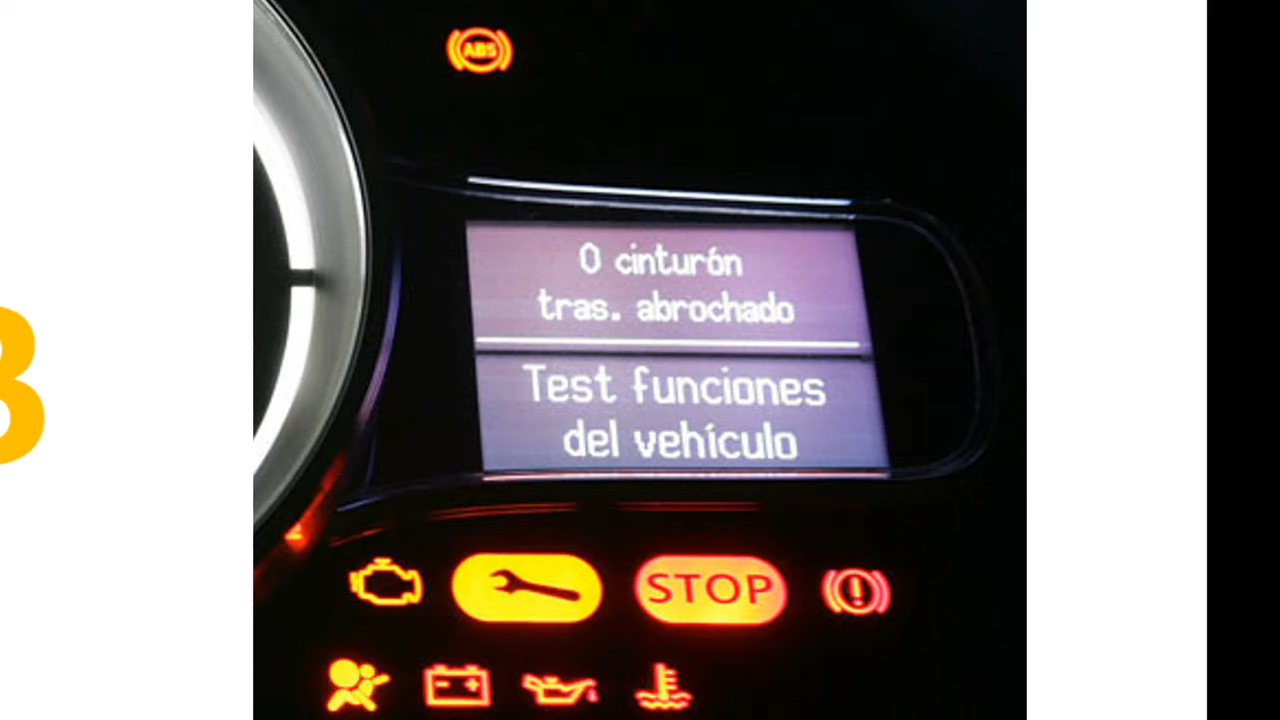 ABS
0 cinturón
tras. abrochado
Test funciones
del vehículo
STOP